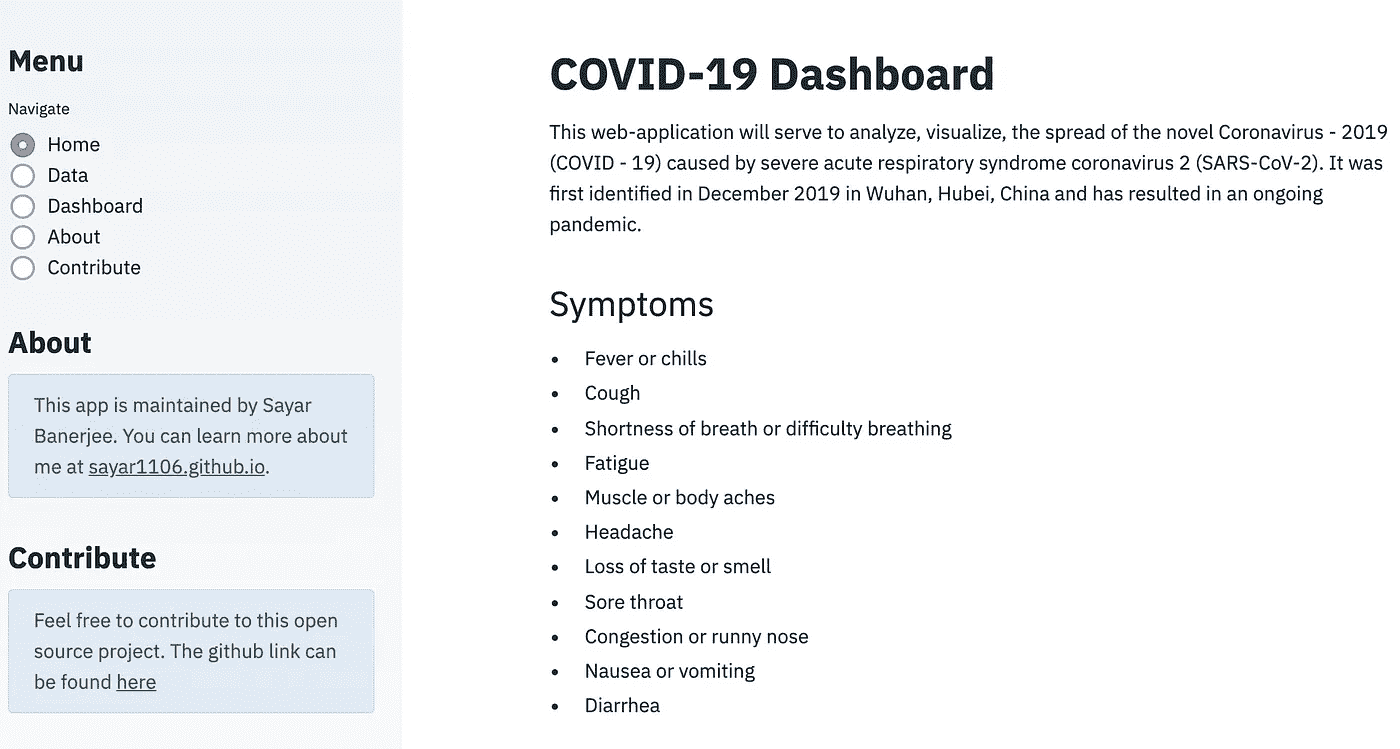 Menu
Navigate
Home
Data
Dashboard
About
Contribute
About
This app is maintained by Sayar
Banerjee. You can learn more about
me at sayar1106.github.io.
Contribute
Feel free to contribute to this open
source project. The github link can
be found here
COVID-19 Dashboard
This web-application will serve to analyze, visualize, the spread of the novel Coronavirus - 2019
(COVID - 19) caused by severe acute respiratory syndrome coronavirus 2 (SARS-CoV-2). It was
first identified in December 2019 in Wuhan, Hubei, China and has resulted in an ongoing
pandemic.
Symptoms
• Fever or chills
• Cough
• Shortness of breath or difficulty breathing
• Fatigue
• Muscle or body aches
• Headache
• Loss of taste or smell
• Sore throat
• Congestion or runny nose
• Nausea or vomiting
• Diarrhea